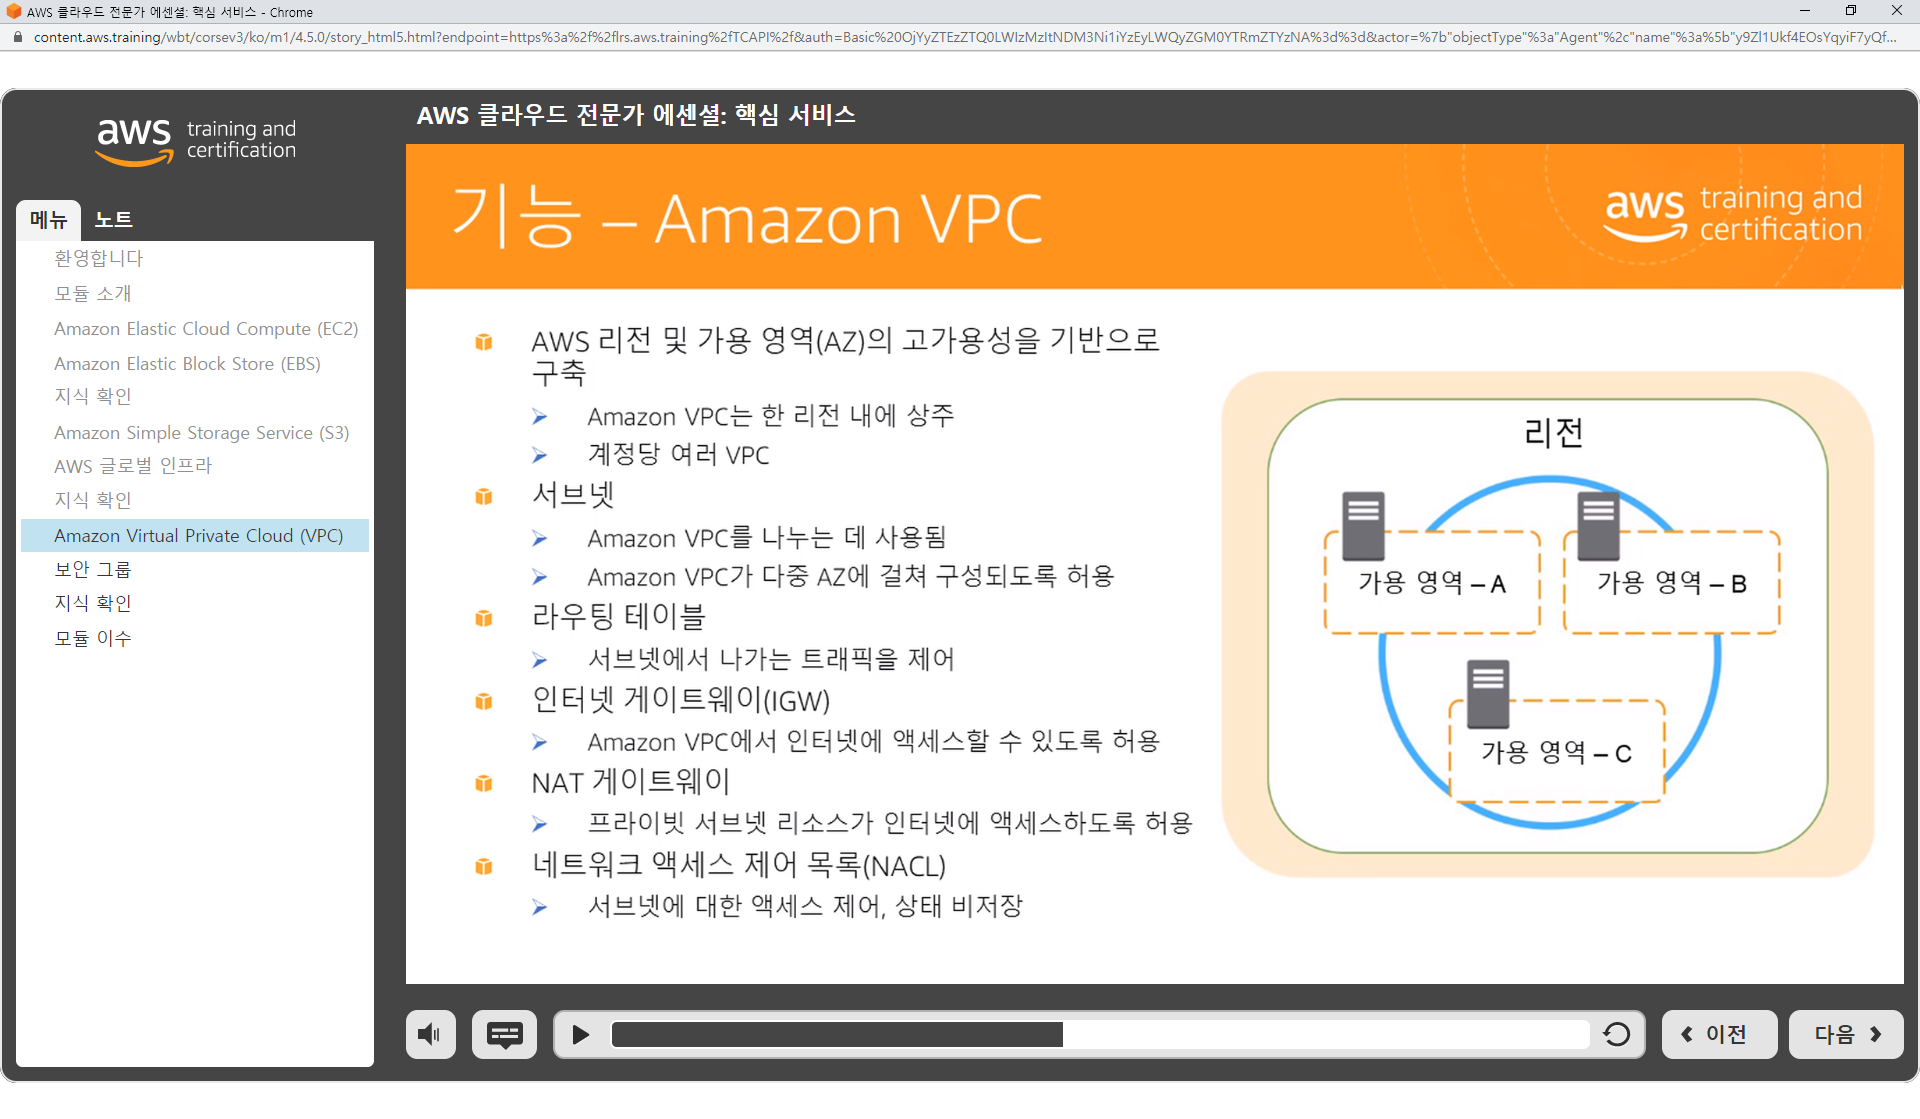 AWS 클라우드 전문가 에센셜: 핵심 서비스 - Chrome
content.aws.training/wbt/corsev3/ko/m1/4.5.0/story_html5.html?endpoint=https%3a%2f%2flrs.aws.training%2fTCAPI%2f&auth=Basic%20OjYyZTEzZTQ0LWIzMzItNDM3Ni1iYzEyLWQyZGM0YTRmZTYzNA%3d%3d&actor=%7b"objectType"%3a"Agent"%2c"name"%3a%5b"y9Zl1Ukf4EOsYqyiF7yQf...
aws training and certification
AWS 클라우드 전문가 에센셜: 핵심 서비스
메뉴 노트
환영합니다
모듈 소개
Amazon Elastic Cloud Compute (EC2)
Amazon Elastic Block Store (EBS)
지식 확인
Amazon Simple Storage Service (S3)
AWS 글로벌 인프라
지식 확인
Amazon Virtual Private Cloud (VPC)
보안 그룹
지식 확인
모듈 이수
기능 – Amazon VPC
aws training and certification
AWS 리전 및 가용 영역(AZ)의 고가용성을 기반으로
구축
Amazon VPC는 한 리전 내에 상주
계정당 여러 VPC
서브넷
Amazon VPC를 나누는 데 사용됨
Amazon VPC가 다중 AZ에 걸쳐 구성되도록 허용
라우팅 테이블
서브넷에서 나가는 트래픽을 제어
인터넷 게이트웨이(IGW)
Amazon VPC에서 인터넷에 액세스할 수 있도록 허용
NAT 게이트웨이
프라이빗 서브넷 리소스가 인터넷에 액세스하도록 허용
네트워크 액세스 제어 목록(NACL)
서브넷에 대한 액세스 제어, 상태 비저장
리전
가용 영역 – A
가용 영역 – B
가용 영역 – C
이전
다음